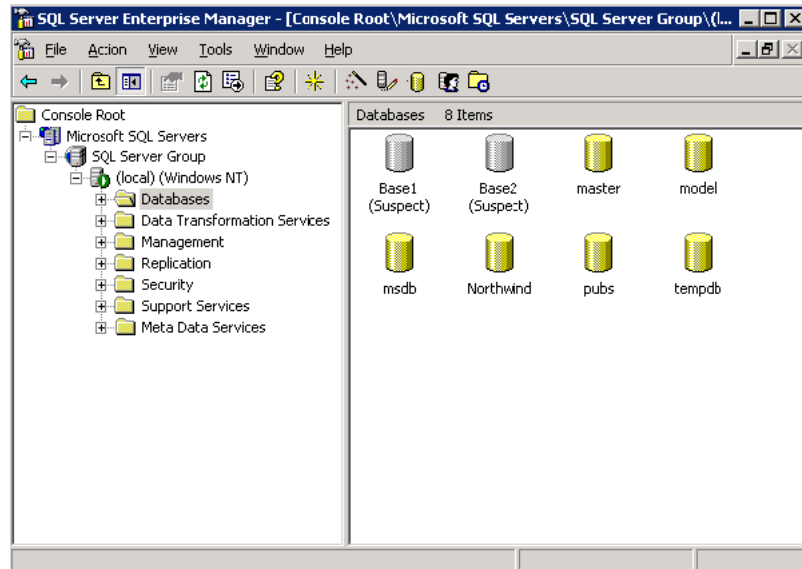 SQL Server Enterprise Manager - [Console Root\Microsoft SQL Servers\SQL Server Group\(l...
File Action View Tools Window Help
Console Root
Microsoft SQL Servers
SQL Server Group
(local) (Windows NT)
Databases
Data Transformation Services
Management
Replication
Security
Support Services
Meta Data Services
Databases 8 Items
Base1 (Suspect)
Base2 (Suspect)
master
model
msdb
Northwind
pubs
tempdb